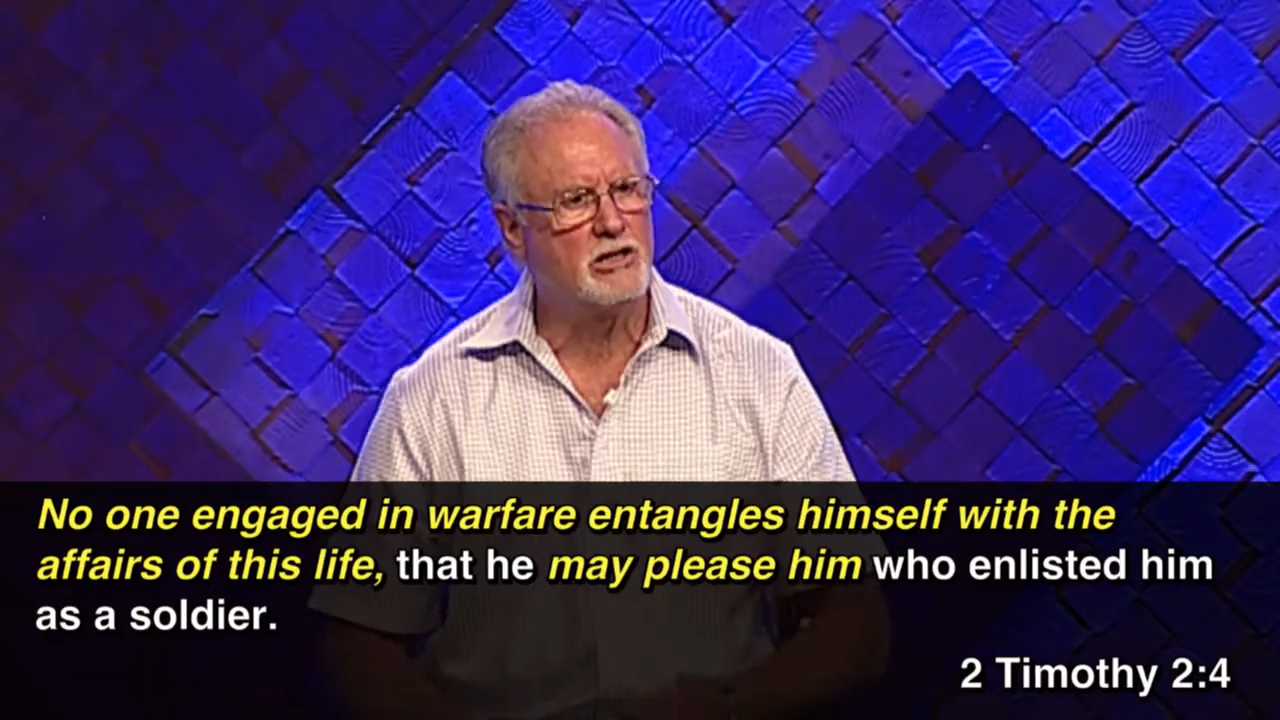 No one engaged in warfare entangles himself with the
affairs of this life, that he may please him who enlisted him
as a soldier.
2 Timothy 2:4